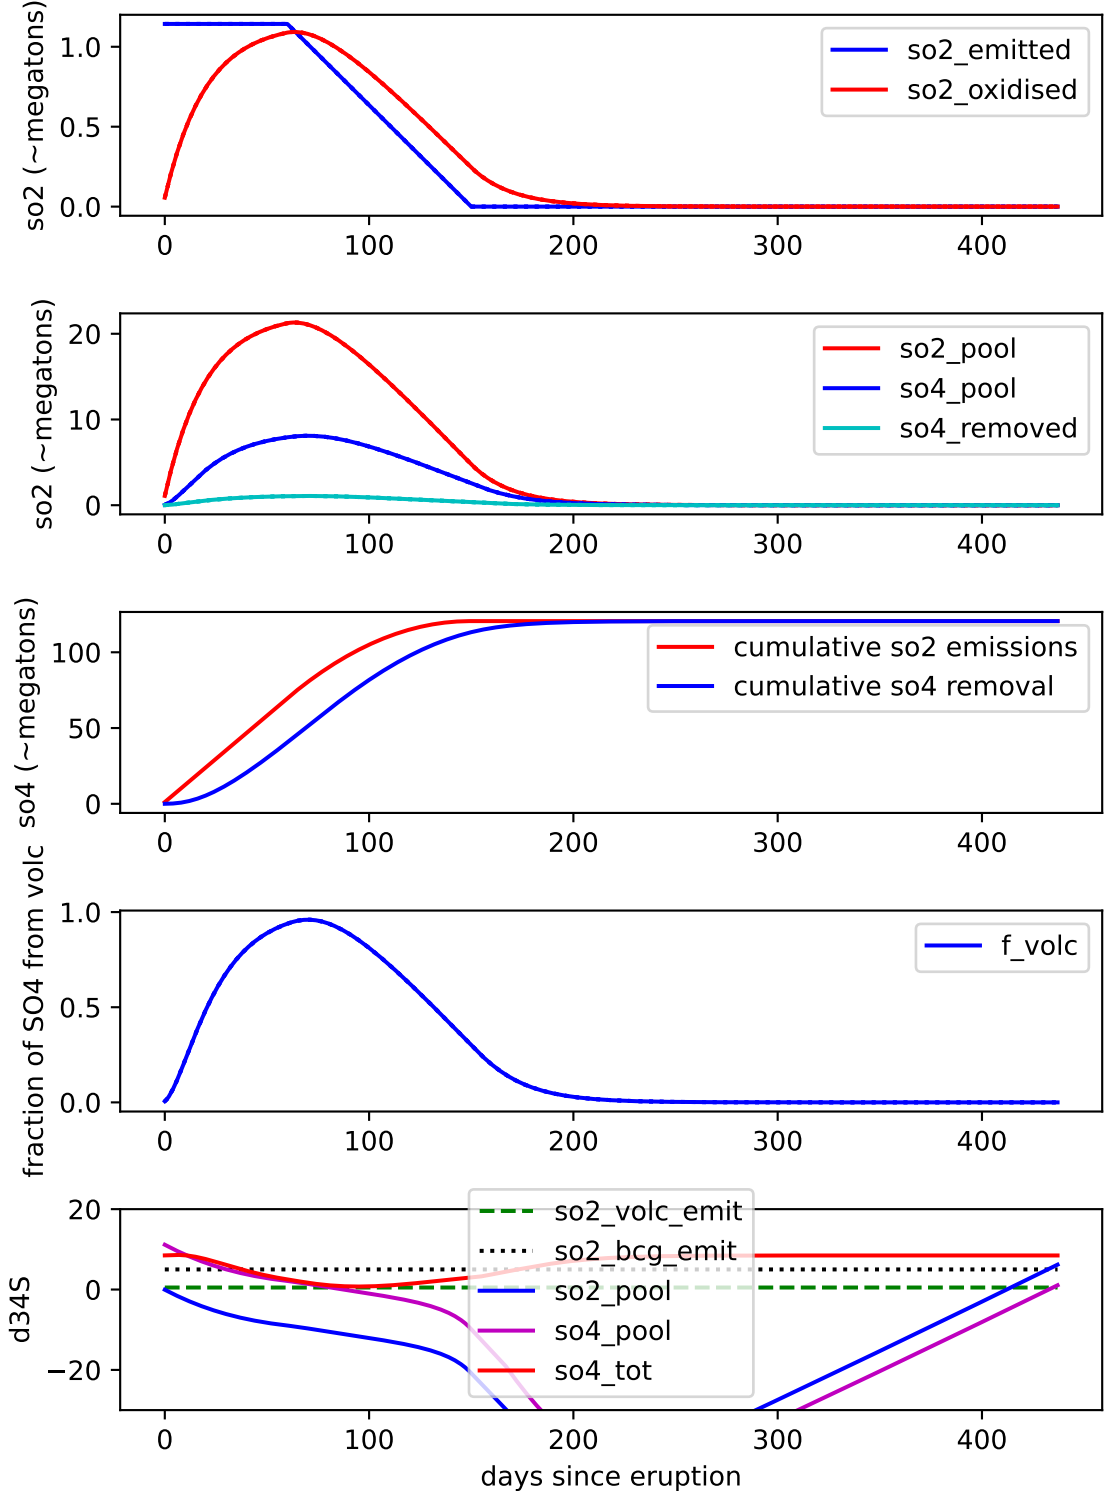 so2 (~megatons)
1.0
0.5
0.0
so2_emitted
so2_oxidised
0 100 200 300 400
so2 (~megatons)
20
10
0
so2_pool
so4_pool
so4_removed
0 100 200 300 400
so4 (~megatons)
100
50
0
cumulative so2 emissions
cumulative so4 removal
0 100 200 300 400
fraction of SO4 from volc
1.0
0.5
0.0
f_volc
0 100 200 300 400
d34S
20
0
−20
so2_volc_emit
so2_bcg_emit
so2_pool
so4_pool
so4_tot
0 100 200 300 400
days since eruption